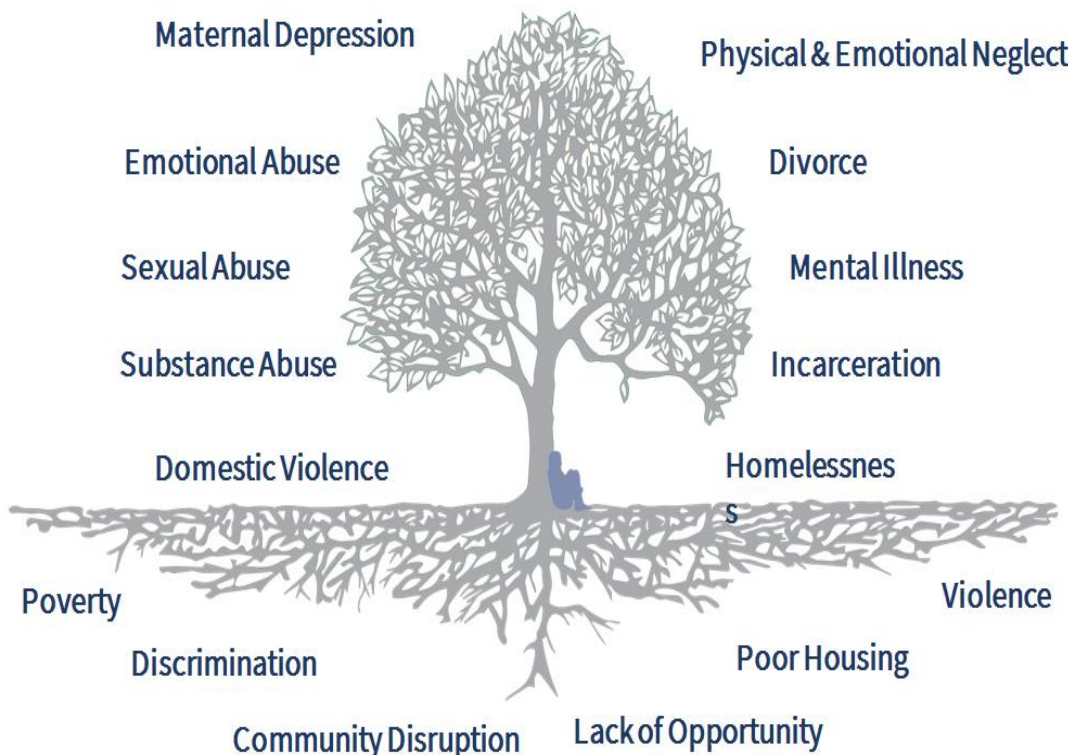 Maternal Depression
Physical & Emotional Neglect
Emotional Abuse
Divorce
Sexual Abuse
Mental Illness
Substance Abuse
Incarceration
Domestic Violence
Homelessnes
s
Poverty
Violence
Discrimination
Poor Housing
Community Disruption
Lack of Opportunity